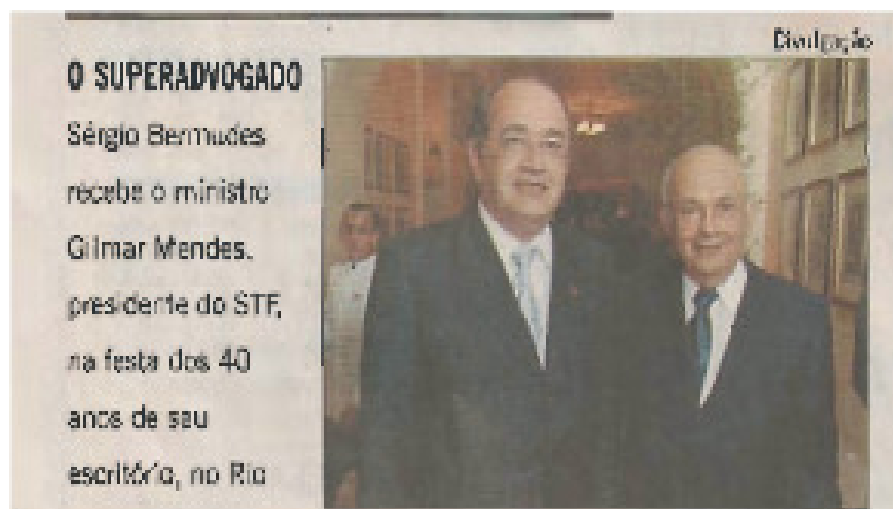 Divulgação
O SUPERADVOGADO
Sérgio Bermudes
recebe o ministro
Gilmar Mendes,
presidente do STF,
na festa dos 40
anos de seu
escritório, no Rio